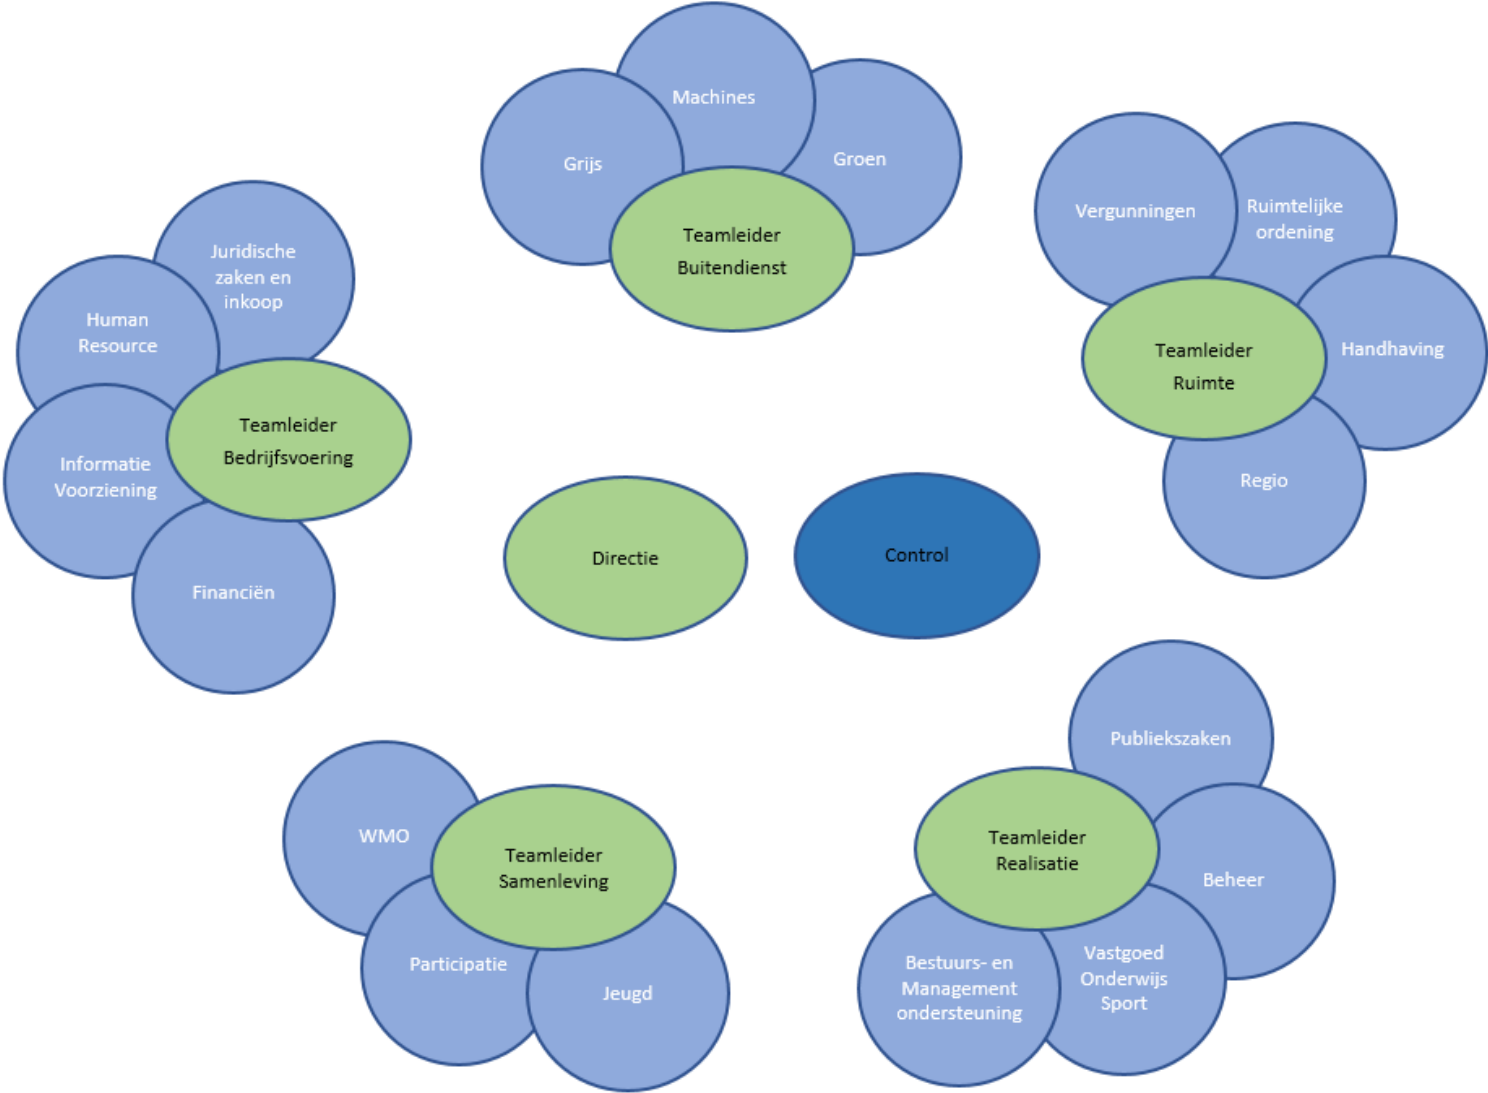 Machines
Grijs
Groen
Teamleider
Buitendienst
Vergunningen
Ruimtelijke
ordening
Handhaving
Teamleider
Ruimte
Regio
Juridische
zaken en
inkoop
Human
Resource
Teamleider
Bedrijfsvoering
Informatie
Voorziening
Financiën
Directie
Control
WMO
Teamleider
Samenleving
Participatie
Jeugd
Publiekszaken
Teamleider
Realisatie
Beheer
Vastgoed
Onderwijs
Sport
Bestuurs- en
Management
ondersteuning